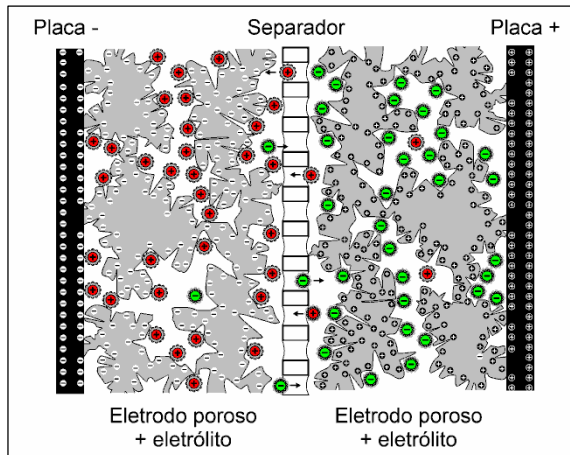 Placa -
Separador
Placa +
Eletrodo poroso
+ eletrólito
Eletrodo poroso
+ eletrólito